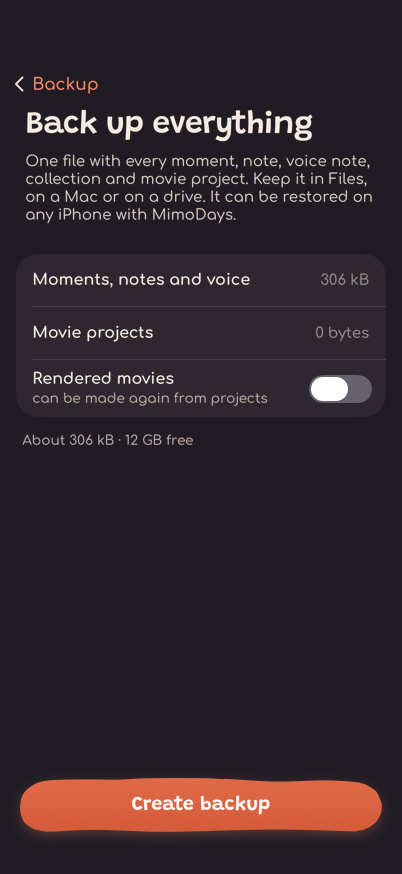 Backup
Back up everything
One file with every moment, note, voice note,
collection and movie project. Keep it in Files,
on a Mac or on a drive. It can be restored on
any iPhone with MimoDays.
Moments, notes and voice 306 kB
Movie projects 0 bytes
Rendered movies
can be made again from projects
About 306 kB · 12 GB free
Create backup